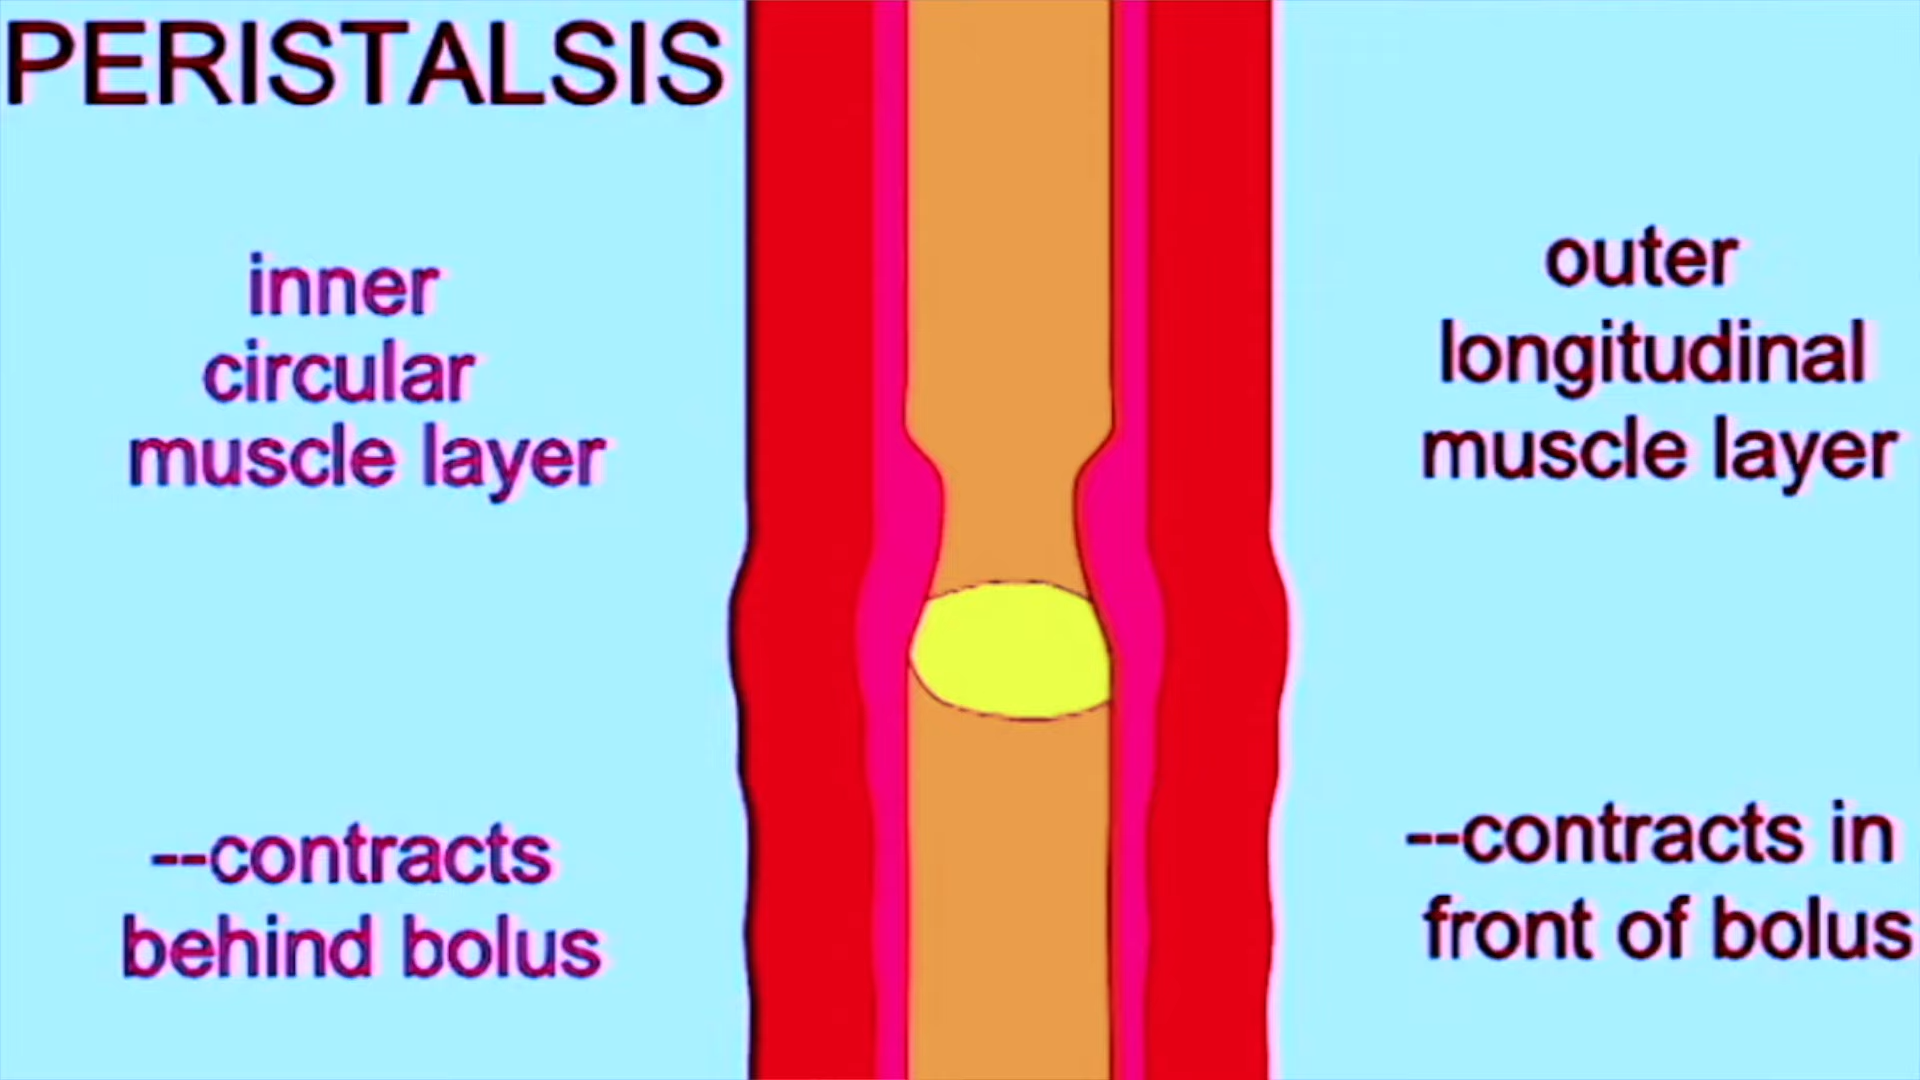 PERISTALSIS
inner
circular
muscle layer
--contracts
behind bolus
outer
longitudinal
muscle layer
--contracts in
front of bolus